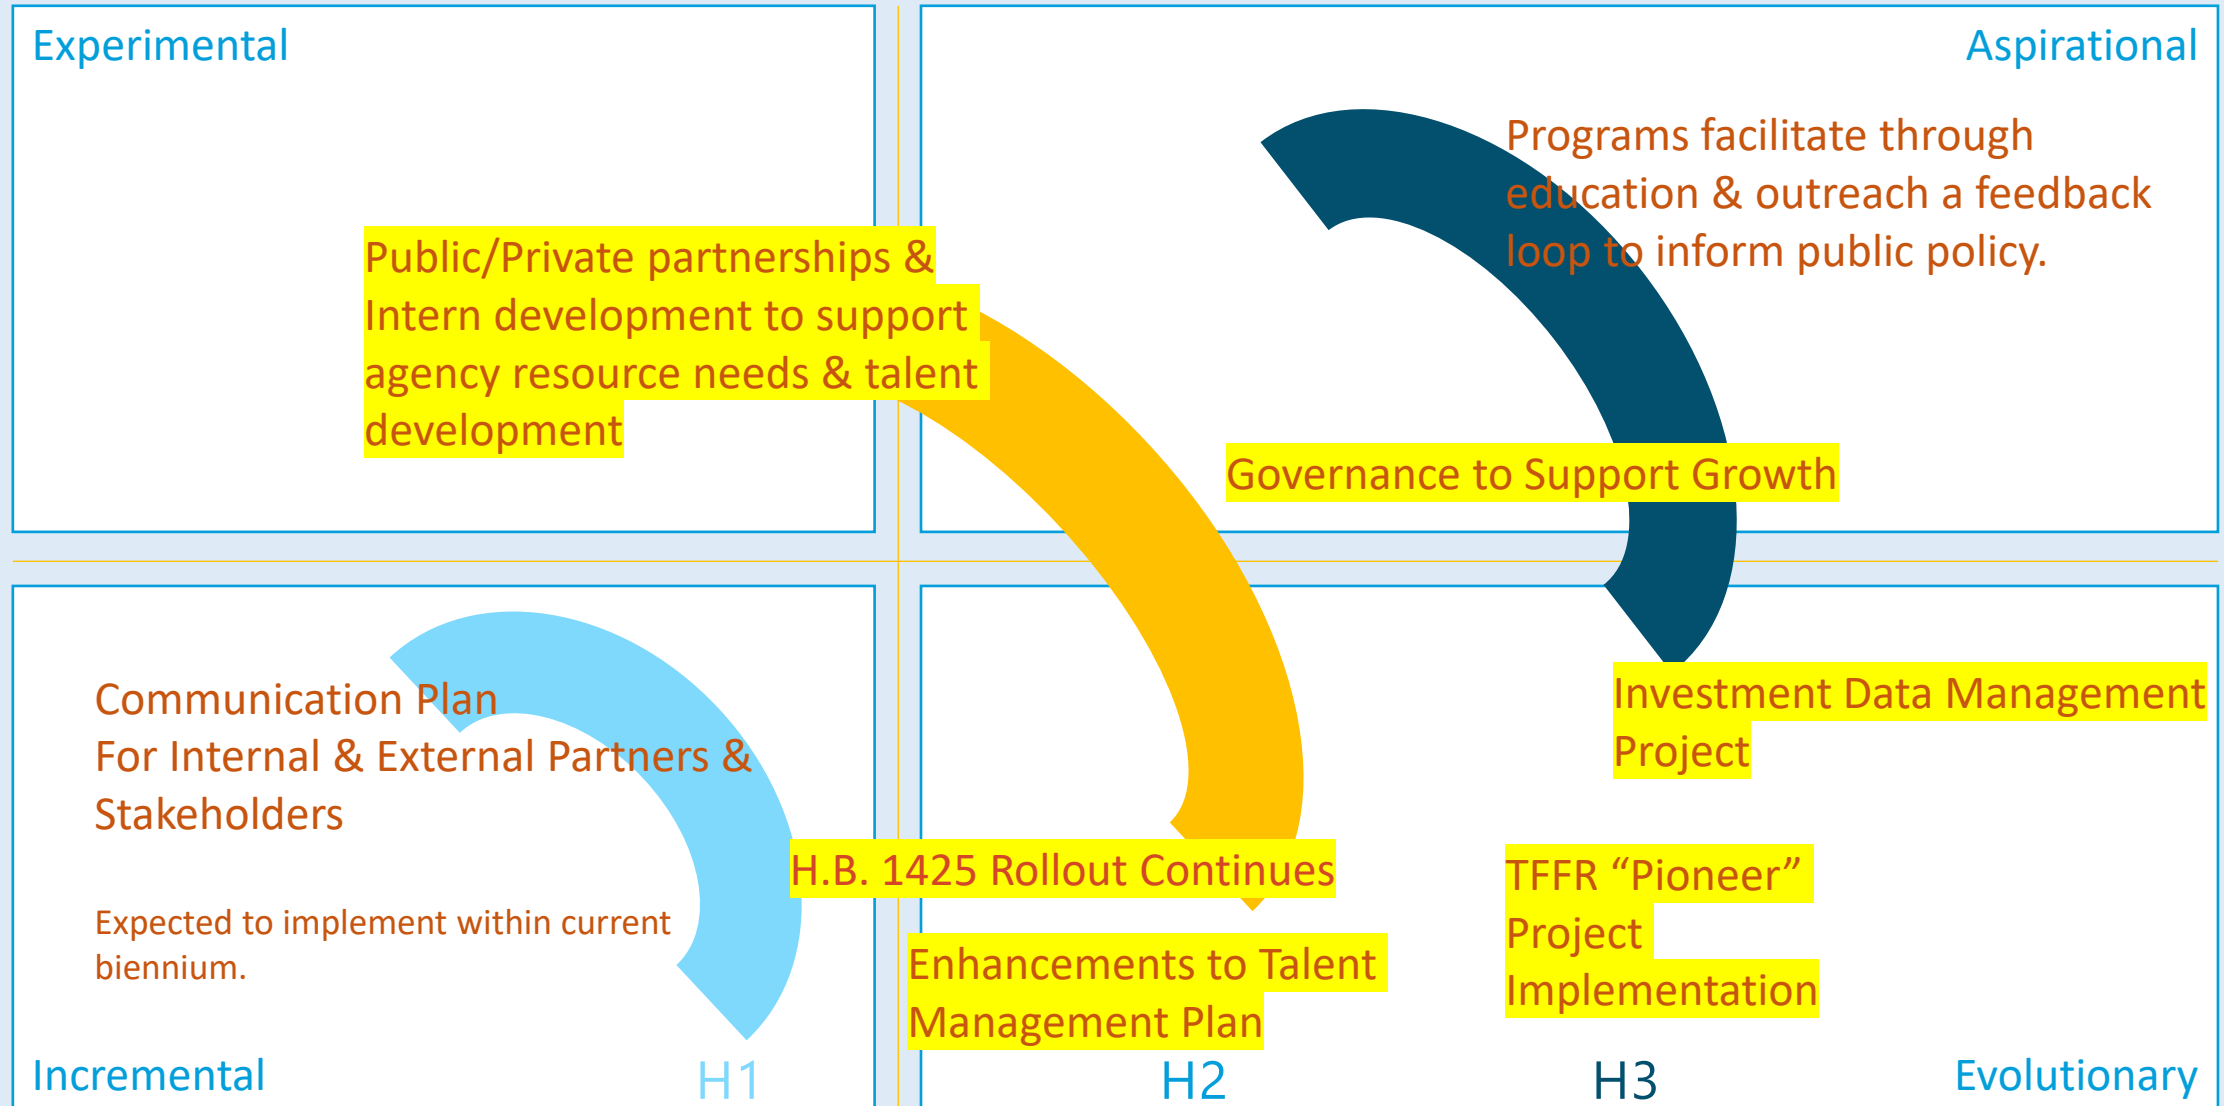 Experimental
Aspirational
Programs facilitate through
education & outreach a feedback
loop to inform public policy.
Public/Private partnerships &
Intern development to support
agency resource needs & talent
development
Governance to Support Growth
Communication Plan
For Internal & External Partners &
Stakeholders
Expected to implement within current
biennium.
Investment Data Management
Project
H.B. 1425 Rollout Continues
TFFR “Pioneer”
Project
Implementation
Enhancements to Talent
Management Plan
Incremental
H1
H2
H3
Evolutionary